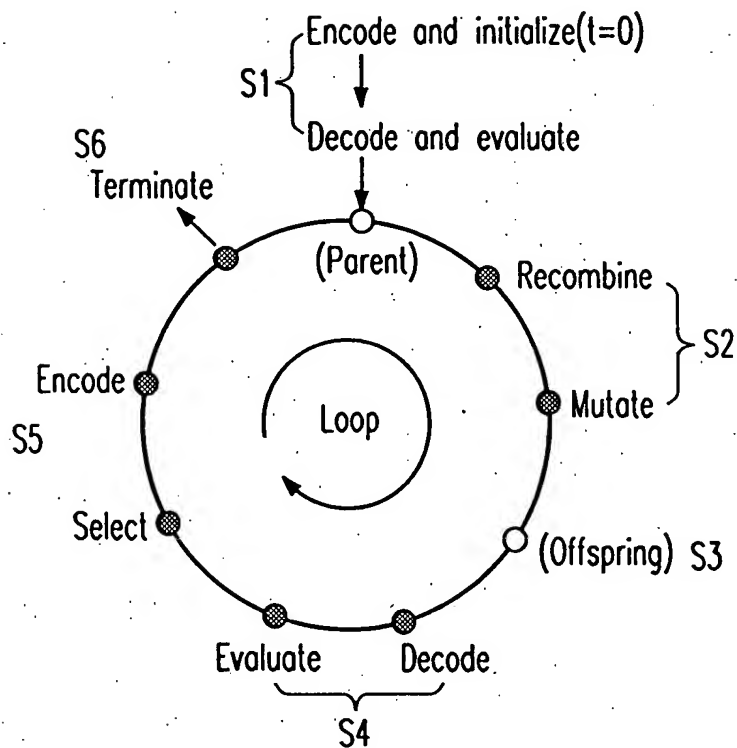 Encode and initialize(t=0)
S1
Decode and evaluate
S6
Terminate
(Parent)
Recombine
S2
Mutate
Encode
Loop
S5
Select
(Offspring) S3
Evaluate
Decode
S4